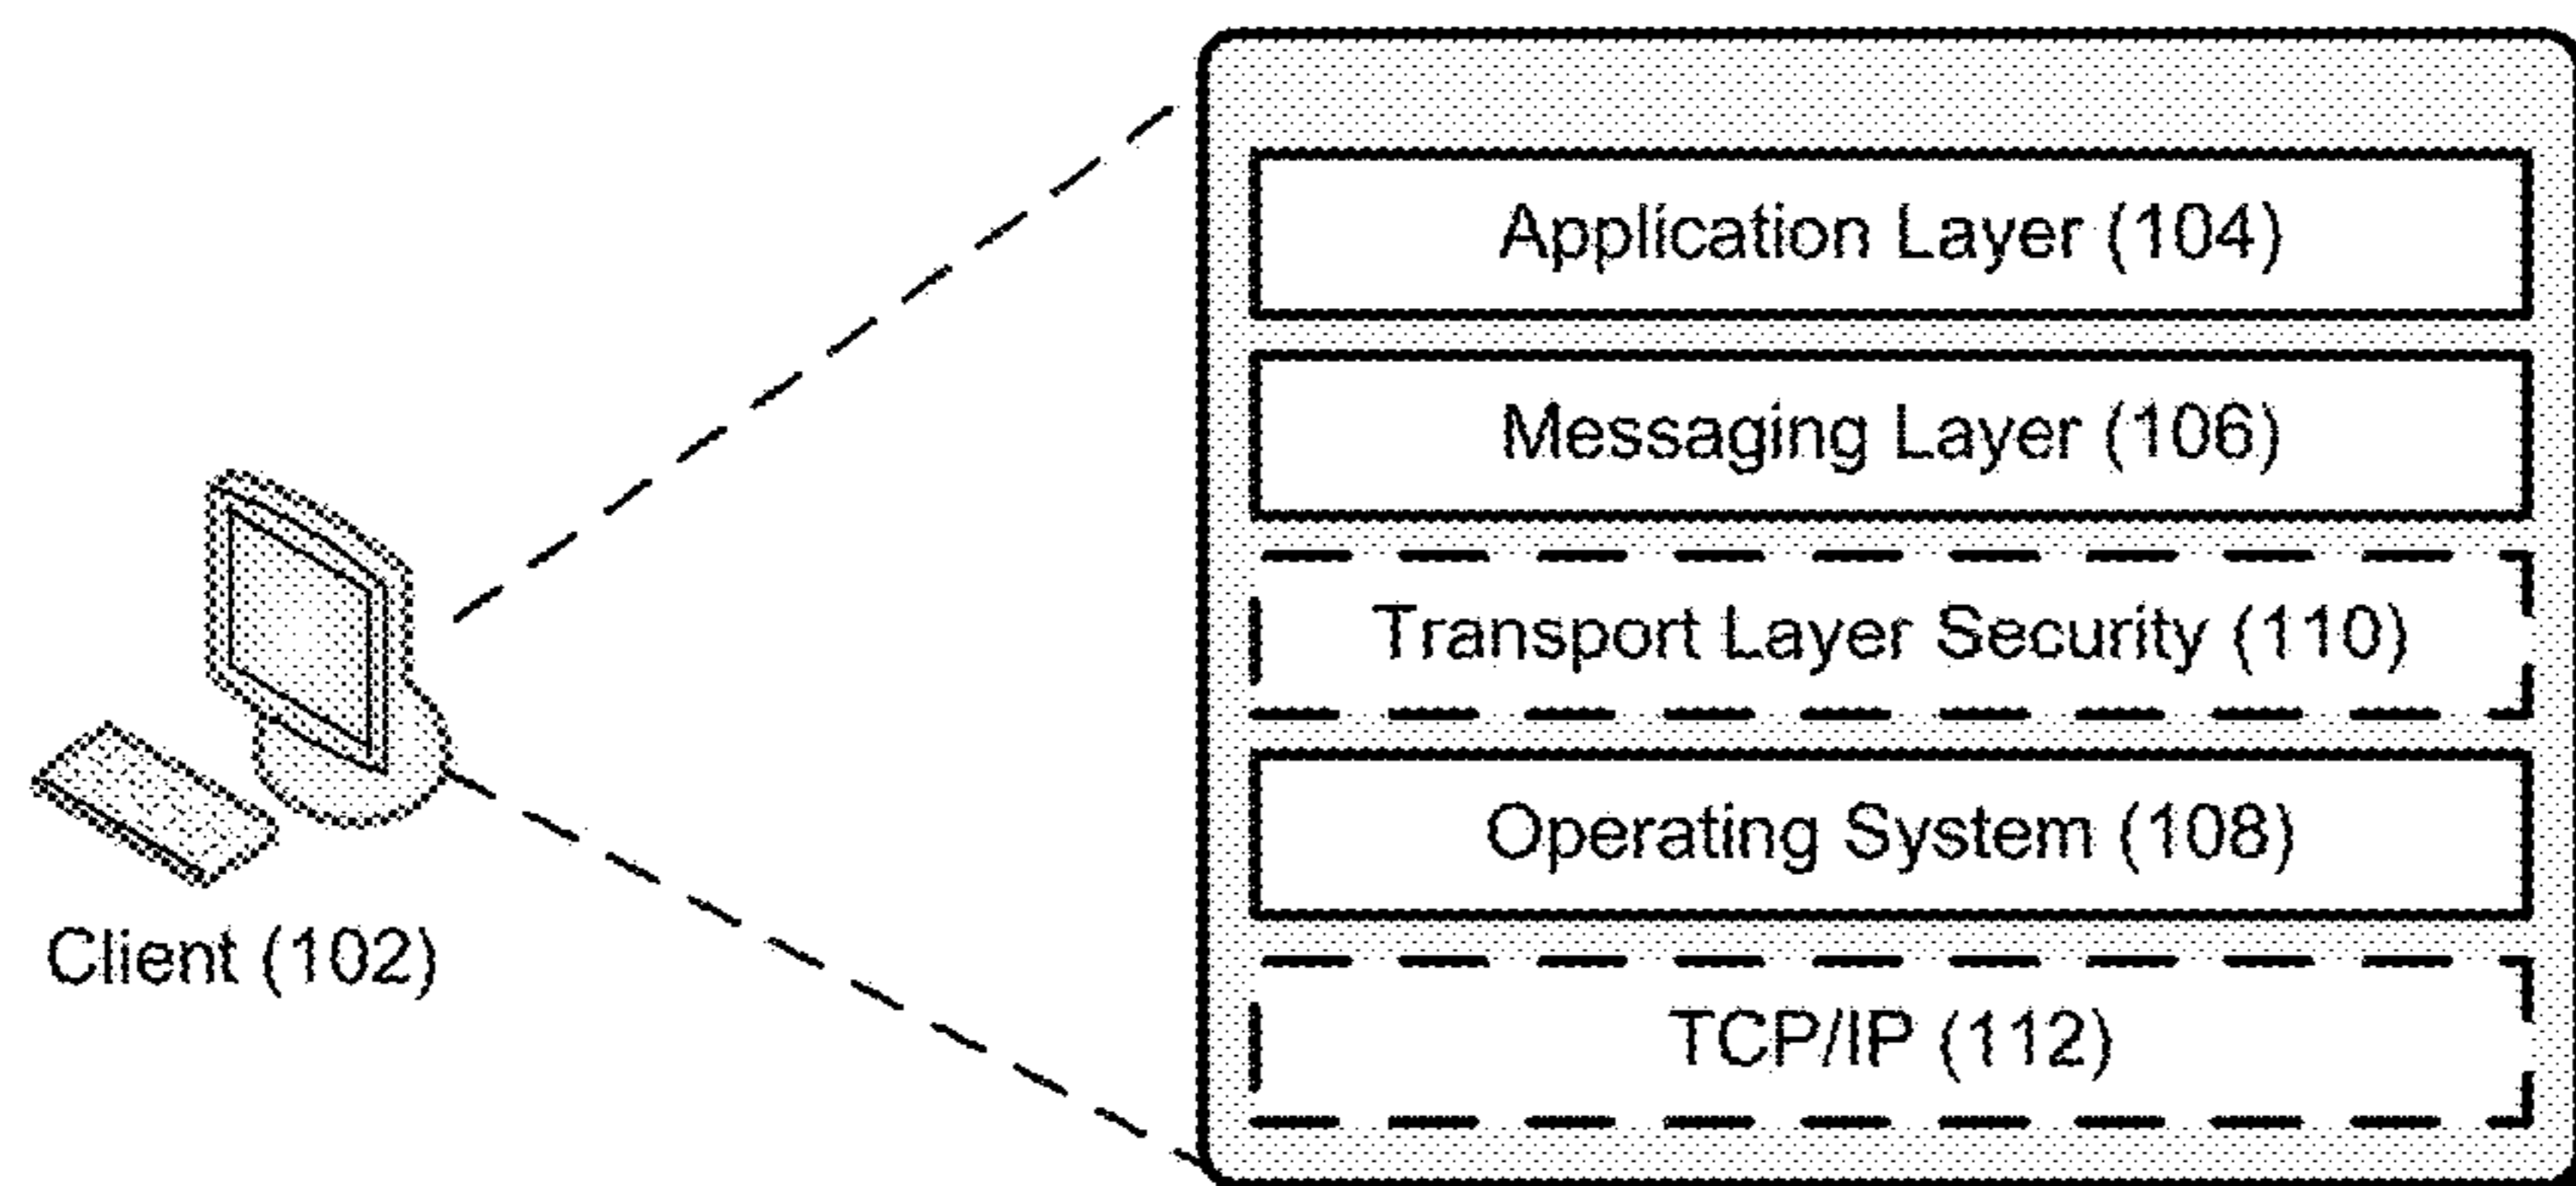 Application Layer (104)
Messaging Layer (106)
Transport Layer Security (110)
Operating System (108)
TCP/IP (112)
Client (102)